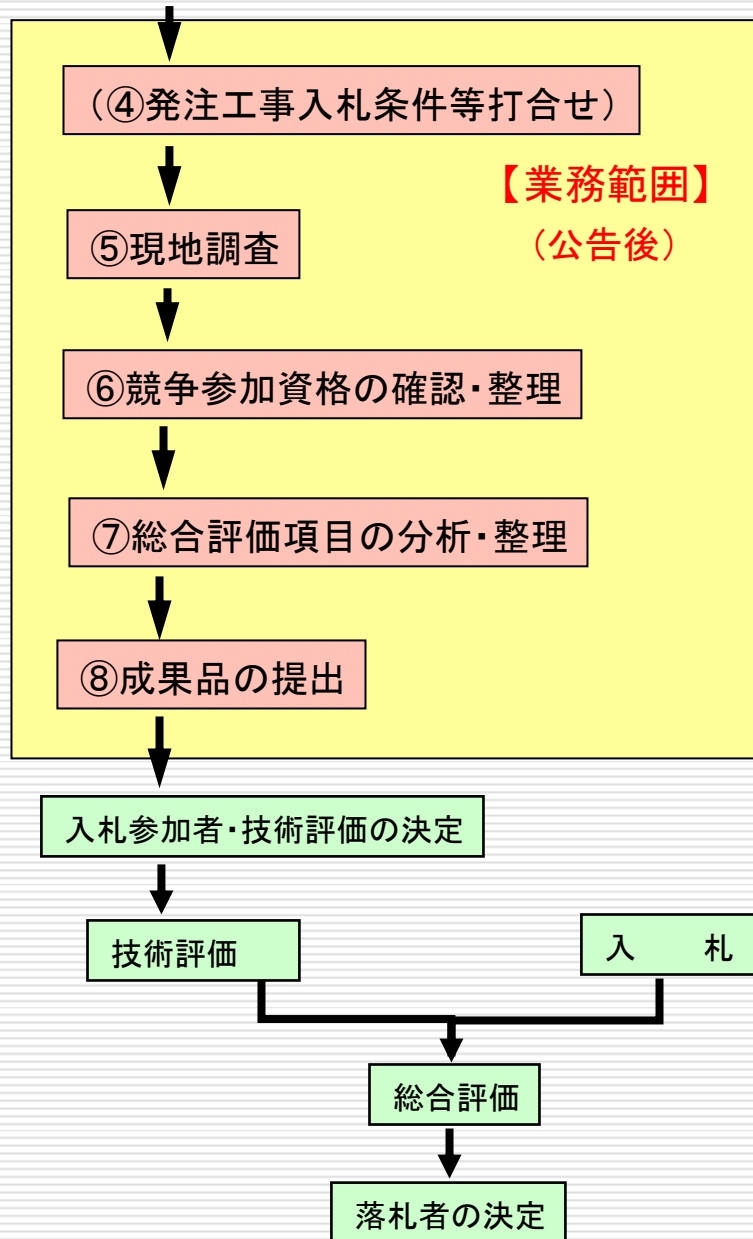 （④発注工事入札条件等打合せ）
【業務範囲】
（公告後）
⑤現地調査
⑥競争参加資格の確認・整理
⑦総合評価項目の分析・整理
⑧成果品の提出
入札参加者・技術評価の決定
技術評価
入　札
総合評価
落札者の決定